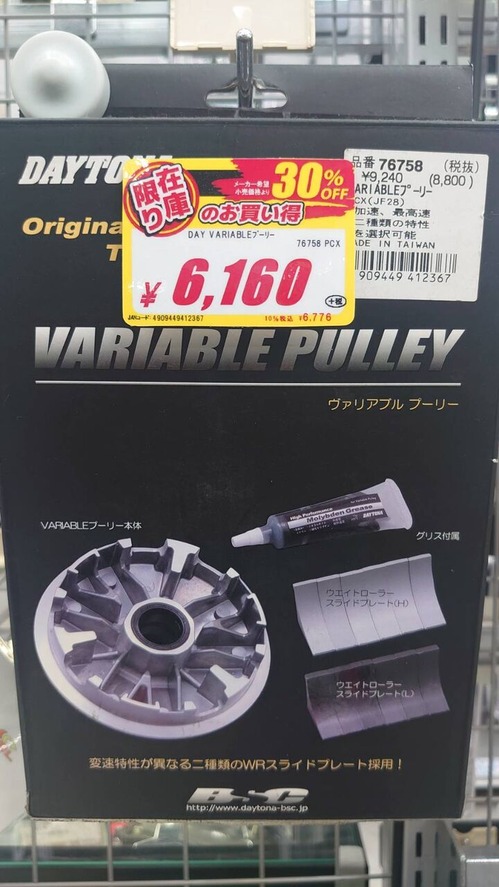 DAYTONA
品番 76758 (税抜)
¥9,240 (8,800)
VARIABLEプーリー
CX(JF28)
加速、最高速
二種類の特性
を選択可能
ADE IN TAIWAN
4909449 412367
在庫限り
のお買い得
メーカー希望
小売価格より
30%OFF
DAY VARIABLEプーリー
76758 PCX
¥6,160
+税
JANコード 4909449412367
10%税込 ¥6,776
Origina
T
VARIABLE PULLEY
ヴァリアブル プーリー
VARIABLEプーリー本体
High Performance
Molybden Grease
DAYTONA
グリス付属
ウエイトローラー
スライドプレート(H)
ウエイトローラー
スライドプレート(L)
変速特性が異なる二種類のWRスライドプレート採用！
BSC
http://www.daytona-bsc.jp